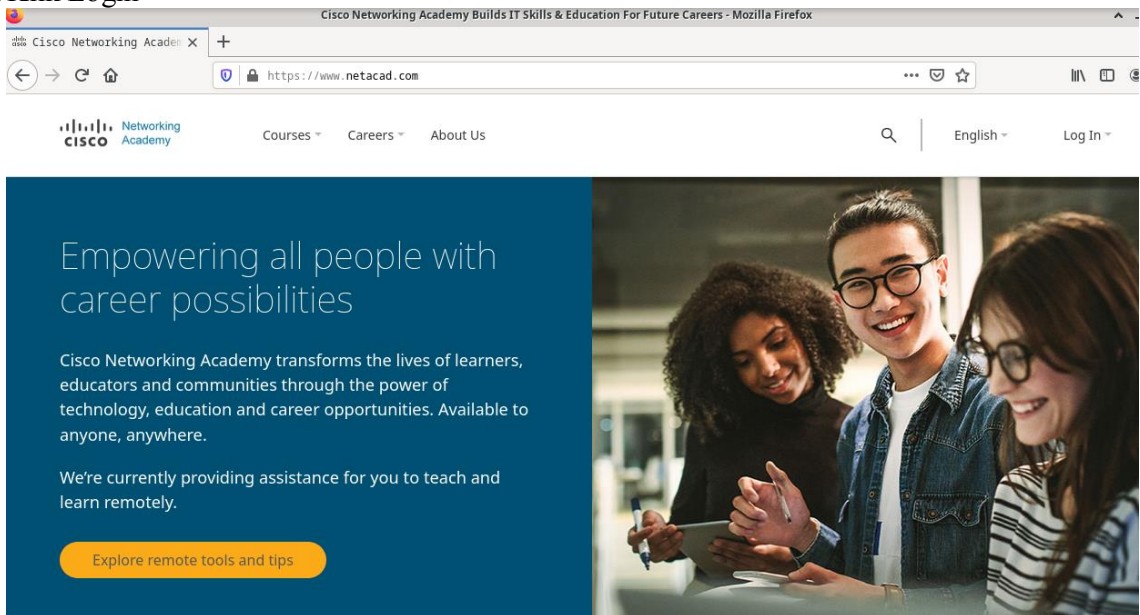 Login
Cisco Networking Academy Builds IT Skills & Education For Future Careers - Mozilla Firefox
Cisco Networking Academ
https://www.netacad.com
CISCO Networking Academy
Courses
Careers
About Us
English
Log In
Empowering all people with
career possibilities
Cisco Networking Academy transforms the lives of learners,
educators and communities through the power of
technology, education and career opportunities. Available to
anyone, anywhere.
We're currently providing assistance for you to teach and
learn remotely.
Explore remote tools and tips